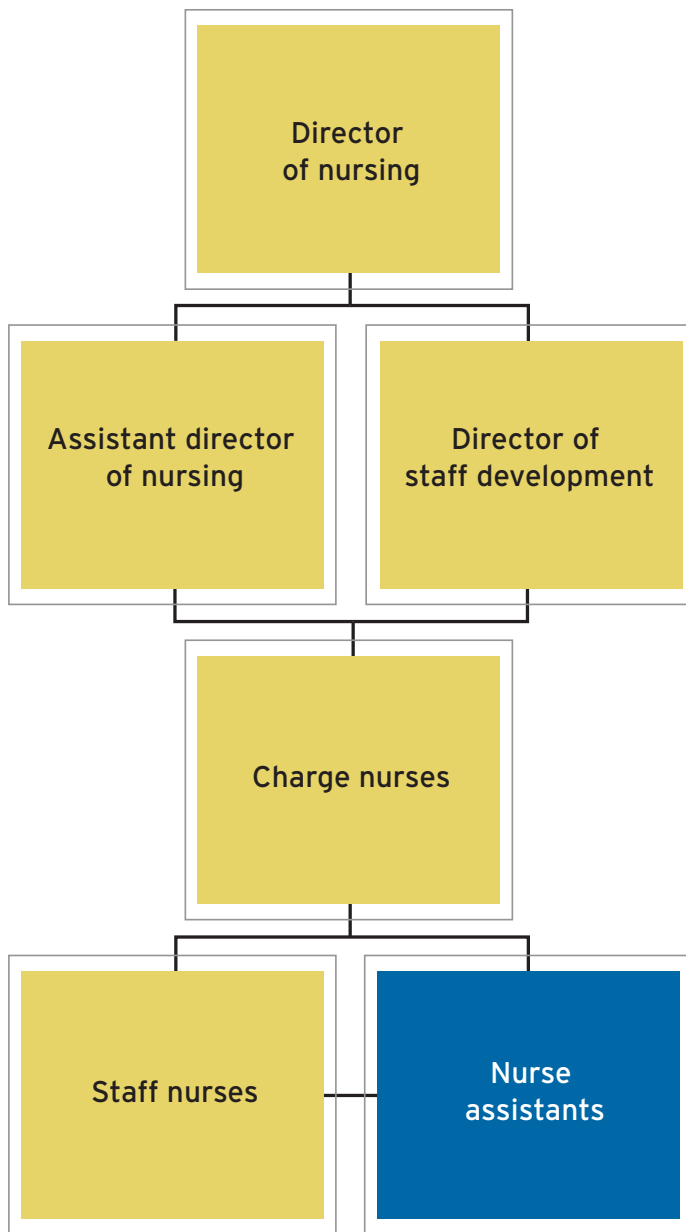 Director
of nursing
Assistant director
of nursing
Director of
staff development
Charge nurses
Staff nurses
Nurse
assistants